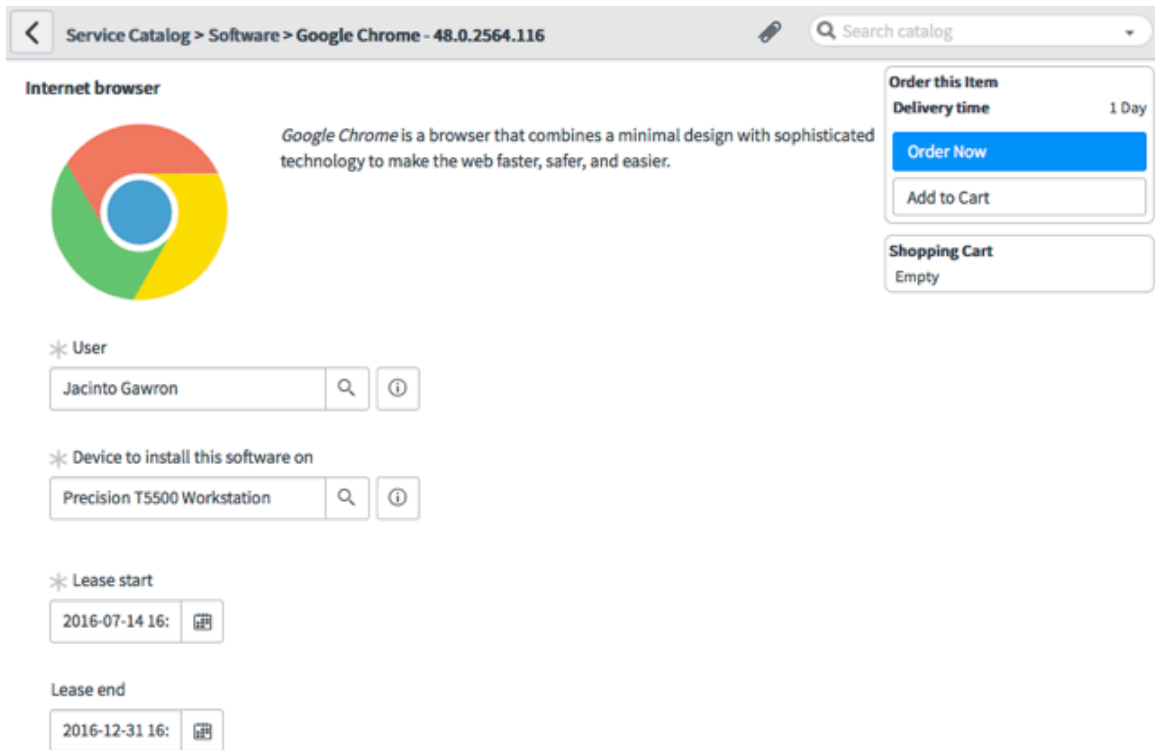 Service Catalog > Software > Google Chrome - 48.0.2564.116
Search catalog
Internet browser
Google Chrome is a browser that combines a minimal design with sophisticated
technology to make the web faster, safer, and easier.
Order this Item
Delivery time 1 Day
Order Now
Add to Cart
Shopping Cart
Empty
User
Jacinto Gawron
Device to install this software on
Precision T5500 Workstation
Lease start
2016-07-14 16:
Lease end
2016-12-31 16: